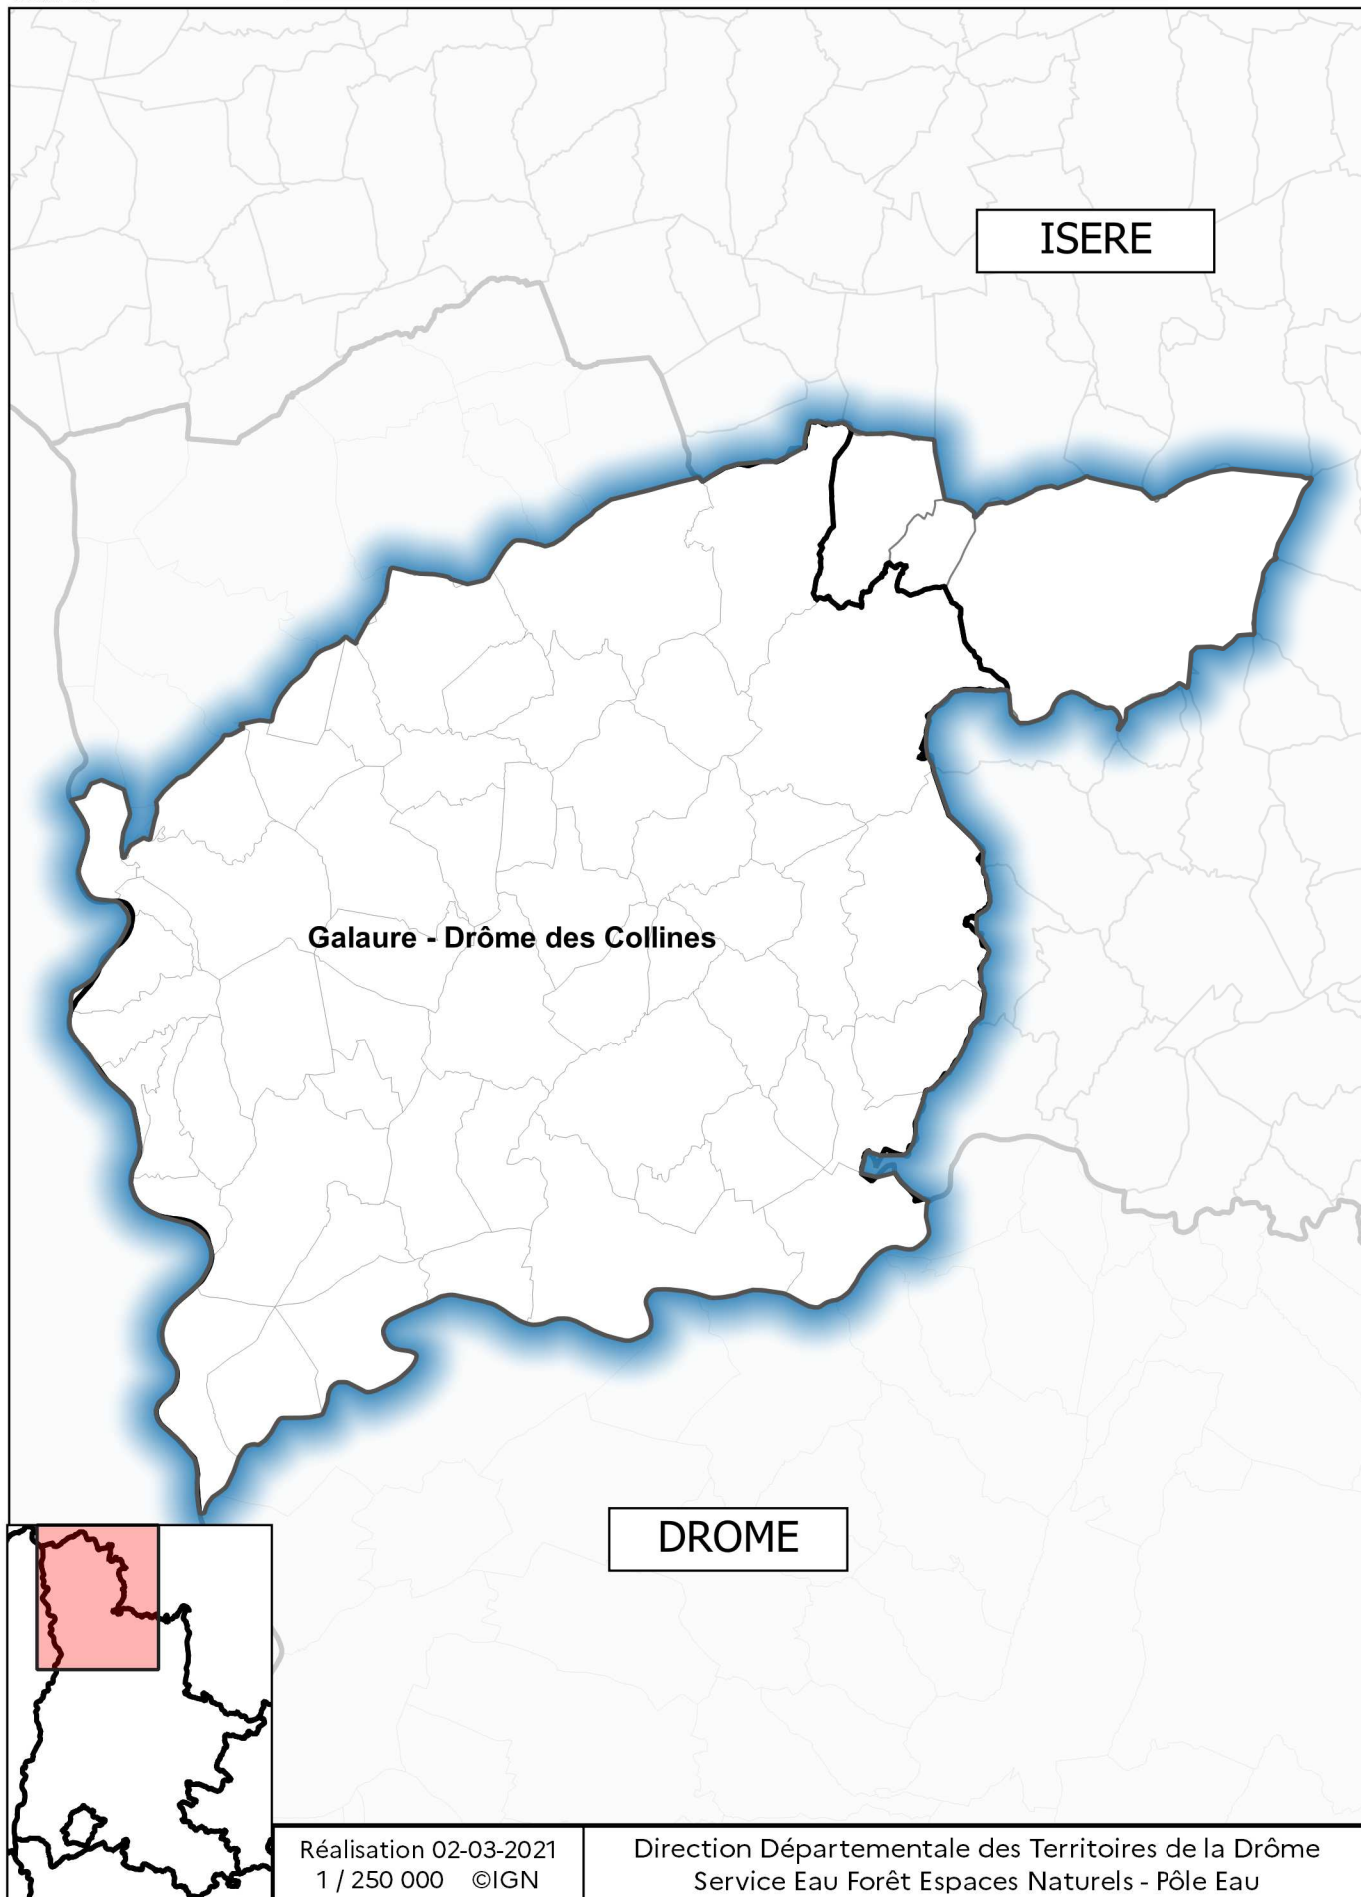 ISERE
Galaure - Drôme des Collines
DROME
Réalisation 02-03-2021
1 / 250 000 ©IGN
Direction Départementale des Territoires de la Drôme
Service Eau Forêt Espaces Naturels - Pôle Eau